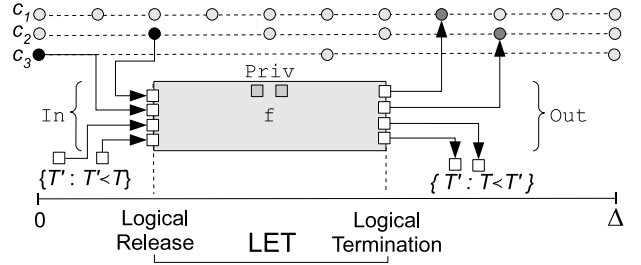 c1
c2
c3
Priv
In
f
Out
{T' : T'<T}
{ T' : T<T' }
0
Δ
Logical
Release
LET
Logical
Termination